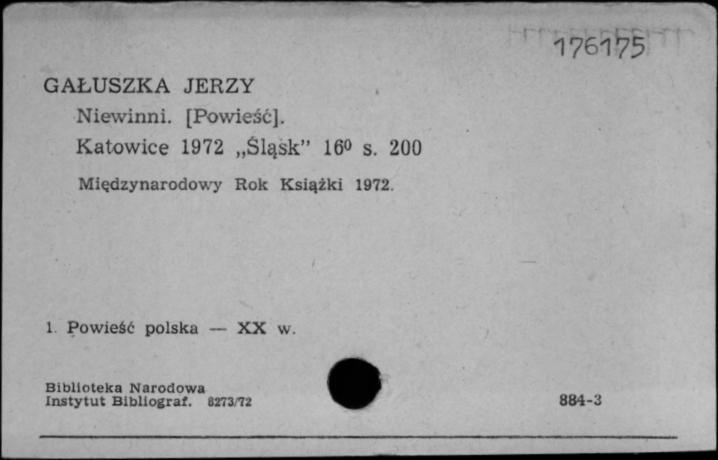 176175
GAŁUSZKA JERZY
Niewinni. [Powieść].
Katowice 1972 „Śląsk” 16⁰ s. 200
Międzynarodowy Rok Książki 1972.
1. Powieść polska — XX w.
Biblioteka Narodowa
Instytut Bibliograf. 8273/72
884-3